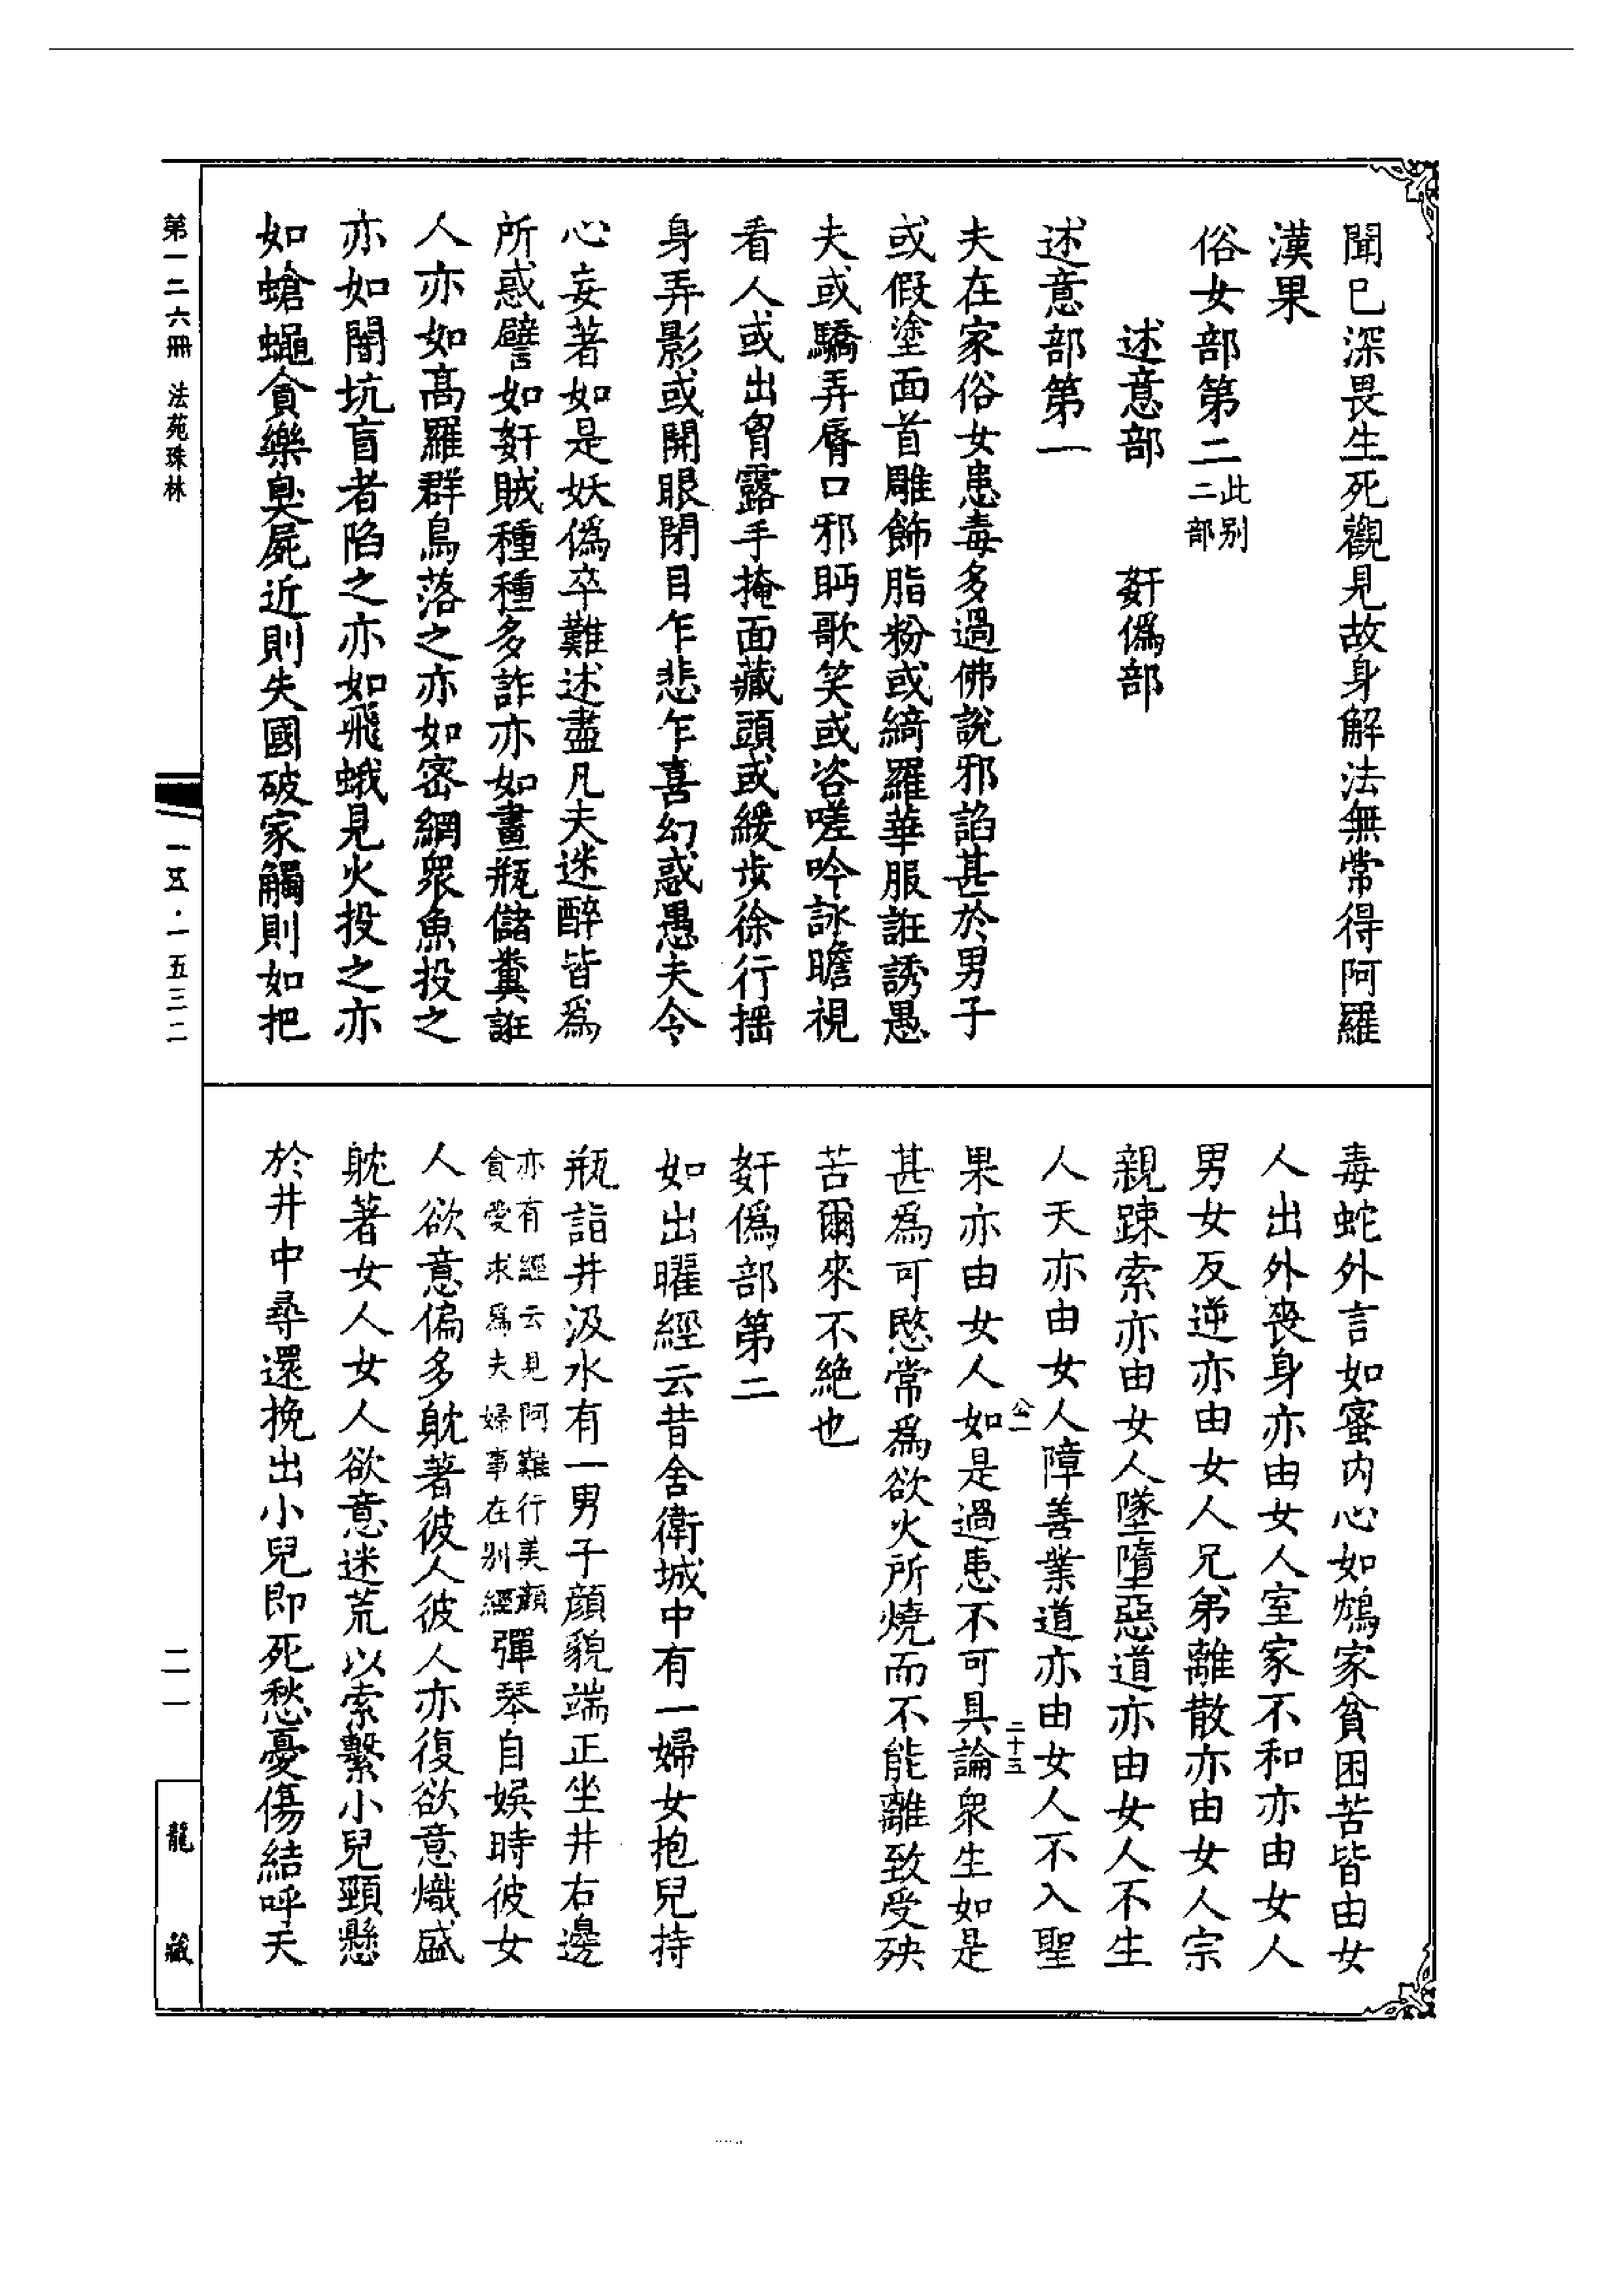 聞已深畏生死觀見故身解法無常得阿羅
漢果
俗女部第二此別二部
述意部　姧偽部
述意部第一
夫在家俗女患毒多過佛說邪諂甚於男子
或假塗面首雕飾脂粉或綺羅華服誑誘愚
夫或驕弄脣口邪眄歌笑或咨嗟吟詠瞻視
看人或出胷露手掩面藏頭或緩步徐行揺
身弄影或開眼閉目乍悲乍喜幻惑愚夫令
心妄著如是妖偽卒難述盡凡夫迷醉皆為
所惑譬如姧賊種種多詐亦如畫瓶儲糞誑
人亦如高羅群鳥落之亦如密網衆魚投之
亦如闇坑盲者陷之亦如飛蛾見火投之亦
如蒼蠅貪樂臭屍近則失國破家觸則如把
毒蛇外言如蜜內心如鴆家貧困苦皆由女
人出外喪身亦由女人室家不和亦由女人
男女反逆亦由女人兄弟離散亦由女人宗
親踈索亦由女人墜墮惡道亦由女人不生
人天亦由女人障善業道亦由女人不入聖
公一　二十五
果亦由女人如是過患不可具論衆生如是
甚為可愍常為欲火所燒而不能離致受殃
苦爾來不絕也
姧偽部第二
如出曜經云昔舍衛城中有一婦女抱兒持
瓶詣井汲水有一男子顔貌端正坐井右邊
亦有經云見阿難行美顔貪愛求為夫婦事在別經彈琴自娛時彼女
人欲意偏多躭著彼人彼人亦復欲意熾盛
躭著女人女人欲意迷荒以索繫小兒頸懸
於井中尋還挽出小兒即死愁憂傷結呼天
第一二六冊　法苑珠林
一五·一五三二
二一
龍藏